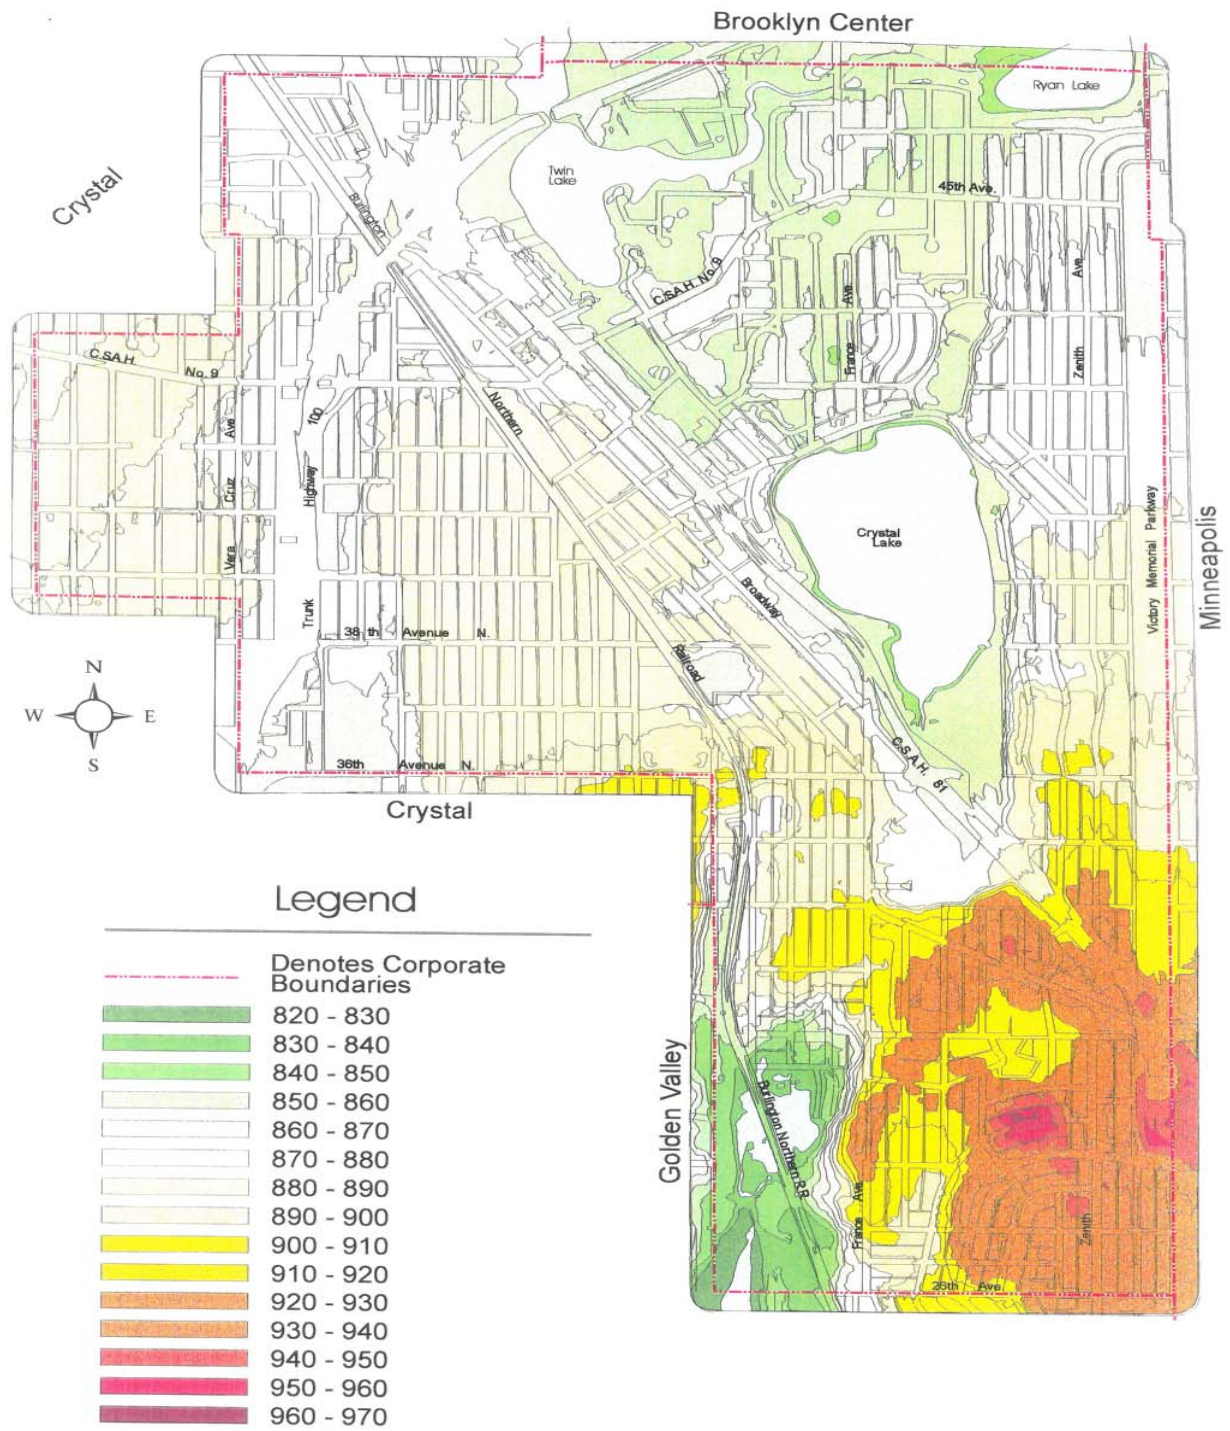 Brooklyn Center
Ryan Lake
Twin
Lake
Crystal
Burlington
45th Ave.
C.S.A.H. No. 9
Ave
Zenith
Ave
France
C.S.A.H.
No. 9
Northern
100
Highway
Trunk
Ave
Cruz
Vera
Crystal
Lake
Victory Memorial Parkway
Minneapolis
Broadway
38 th Avenue N.
Railroad
N
W
E
S
C.S.A.H. 81
36th Avenue N.
Crystal
Legend
Denotes Corporate
Boundaries
820 - 830
830 - 840
840 - 850
850 - 860
860 - 870
870 - 880
880 - 890
890 - 900
900 - 910
910 - 920
920 - 930
930 - 940
940 - 950
950 - 960
960 - 970
Golden Valley
Burlington Northern R.R
France Ave
Zenith
26th Ave.